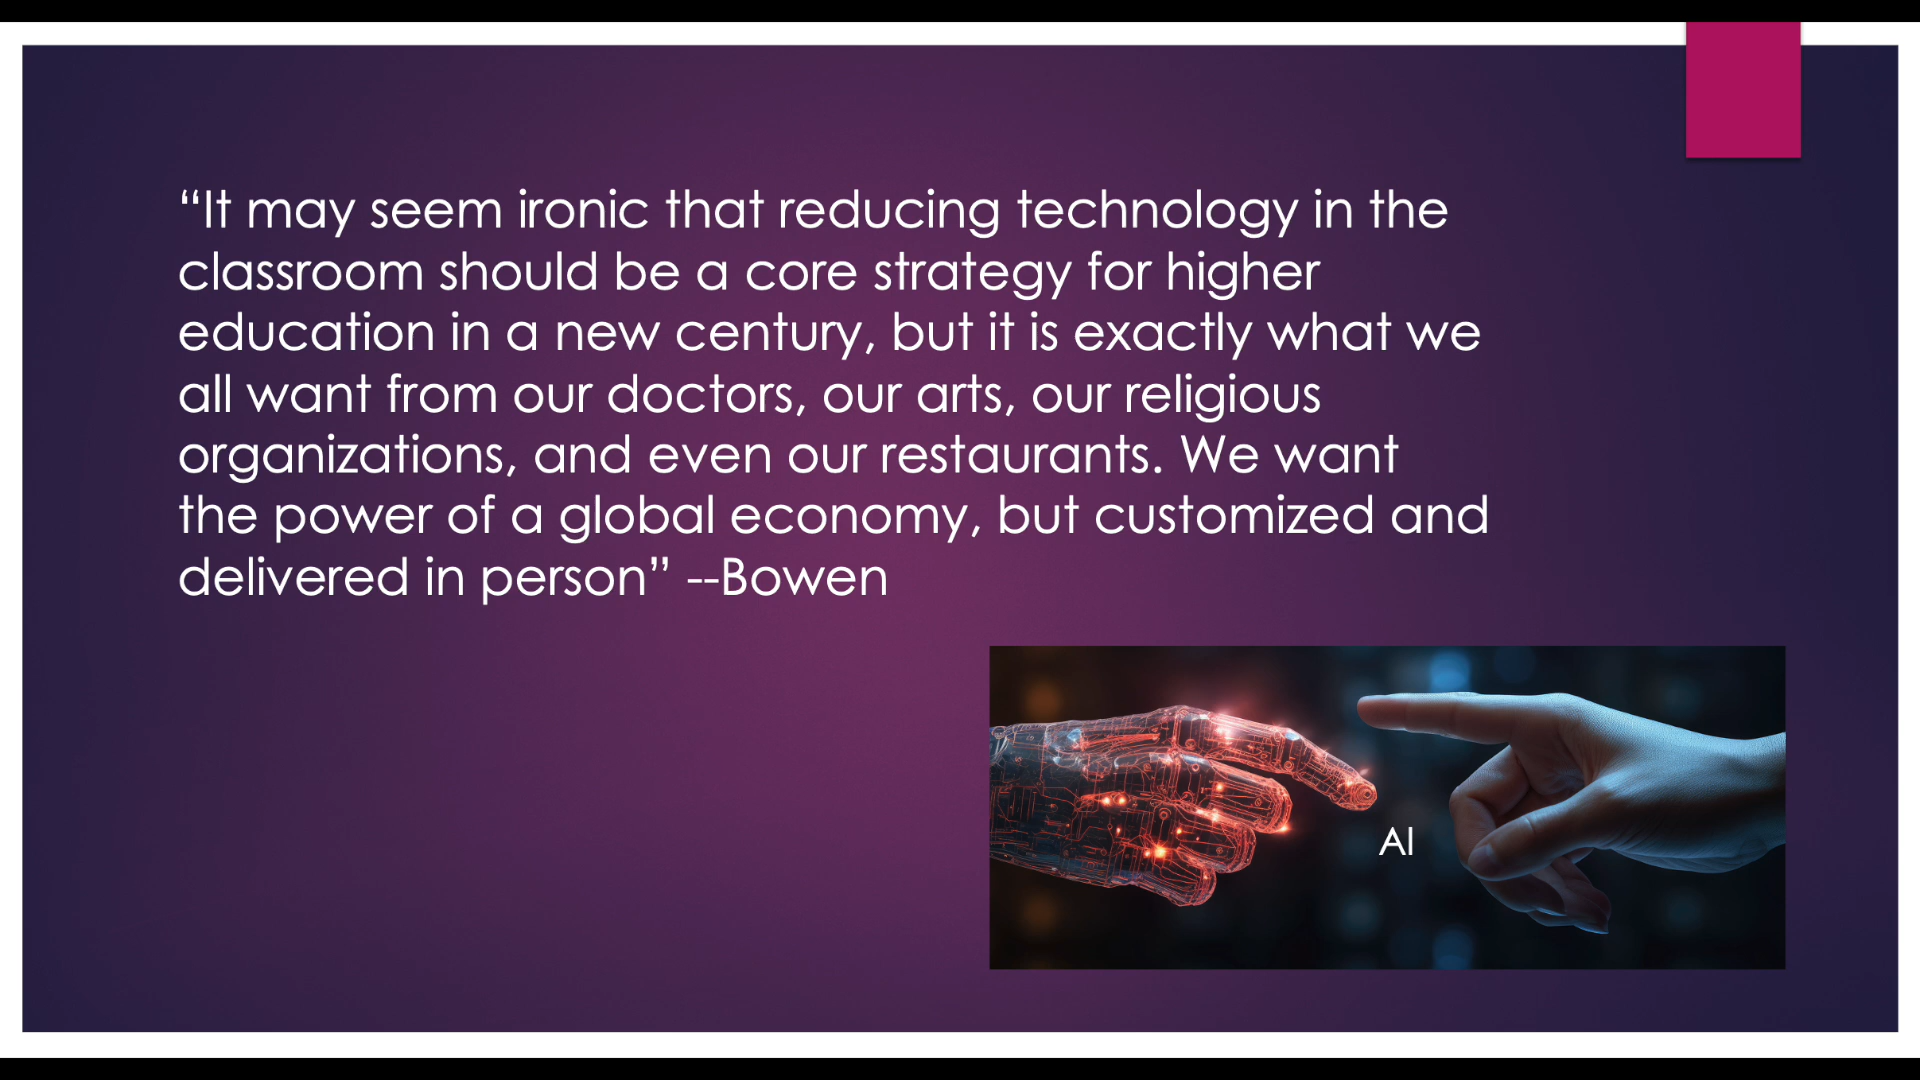 “It may seem ironic that reducing technology in the
classroom should be a core strategy for higher
education in a new century, but it is exactly what we
all want from our doctors, our arts, our religious
organizations, and even our restaurants. We want
the power of a global economy, but customized and
delivered in person” --Bowen
AI